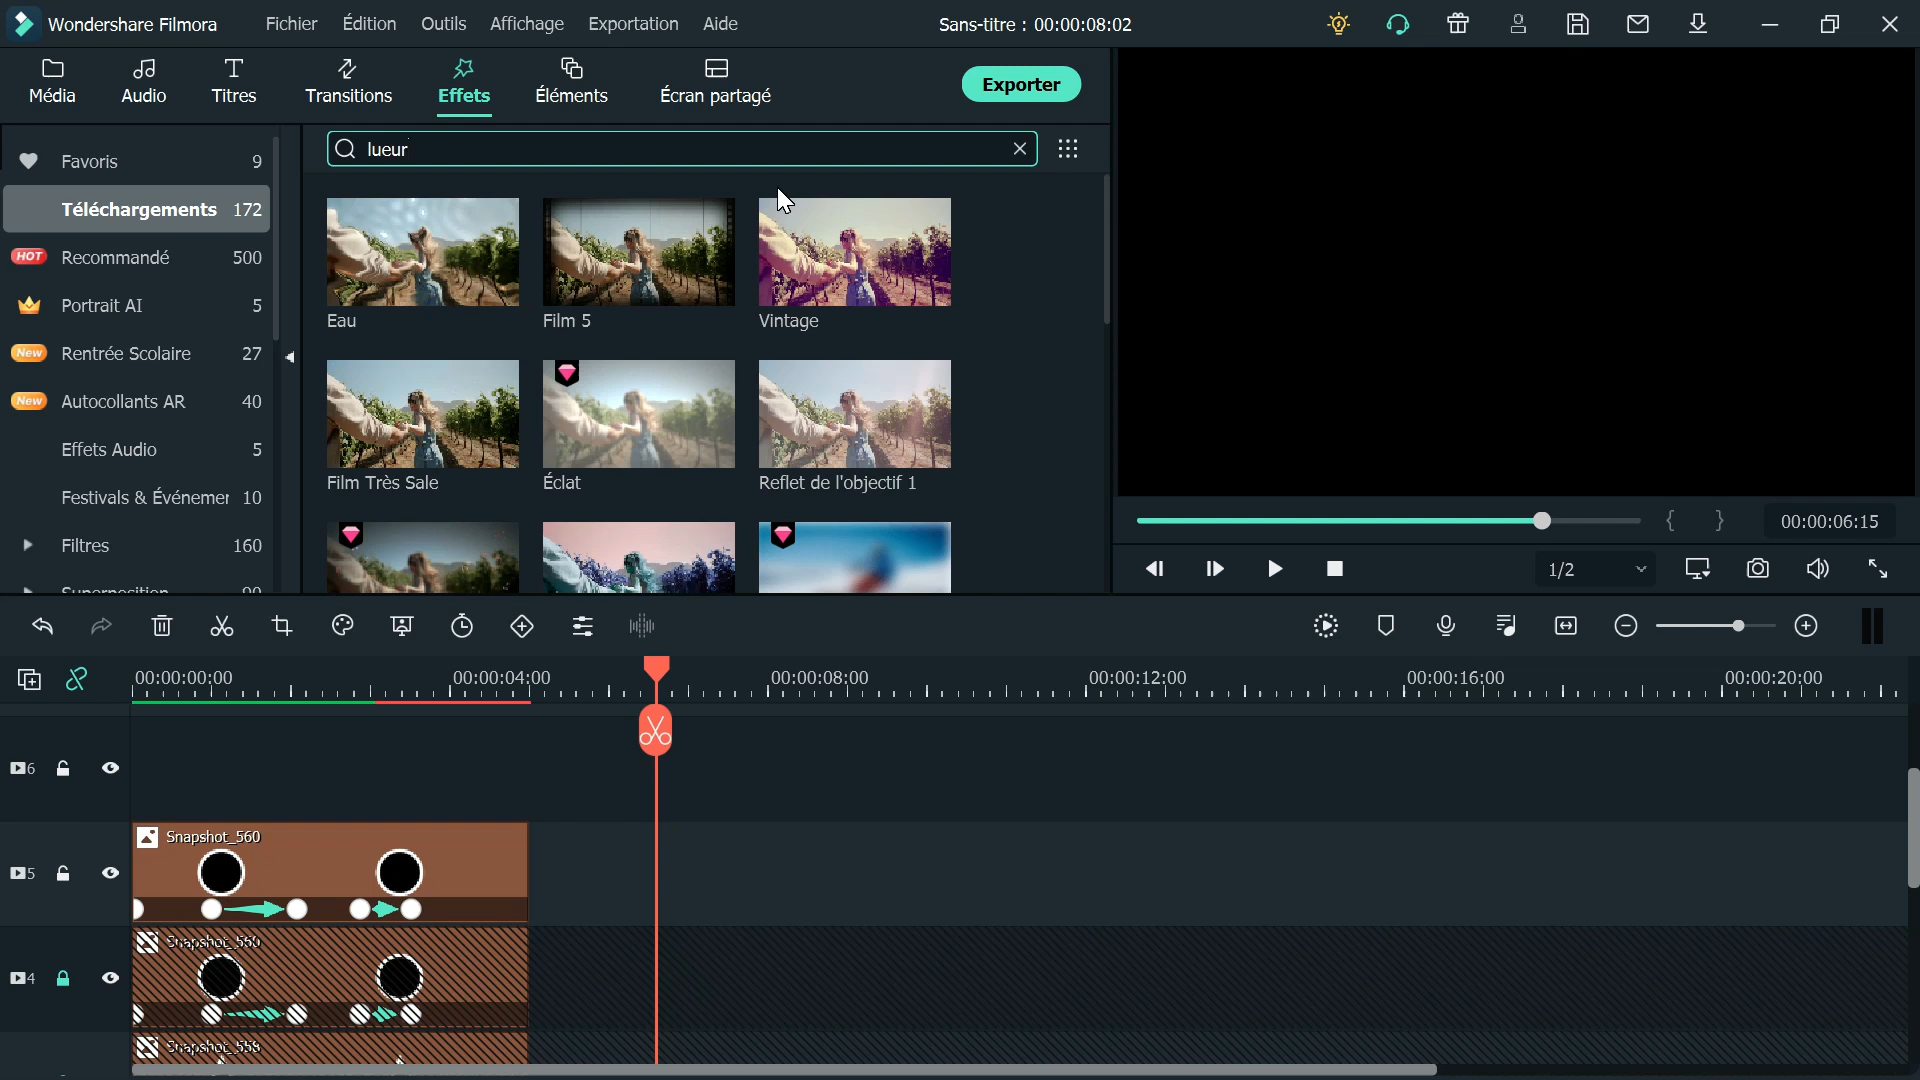 Wondershare Filmora
Fichier
Édition
Outils
Affichage
Exportation
Aide
Sans-titre : 00:00:08:02
Média
Audio
Titres
Transitions
Effets
Éléments
Écran partagé
Exporter
lueur
Favoris 9
Téléchargements 172
HOT Recommandé 500
Portrait AI 5
New Rentrée Scolaire 27
New Autocollants AR 40
Effets Audio 5
Festivals & Événemer 10
Filtres 160
Superposition 90
Eau
Film 5
Vintage
Film Très Sale
Éclat
Reflet de l'objectif 1
00:00:06:15
1/2
00:00:00:00
00:00:04:00
00:00:08:00
00:00:12:00
00:00:16:00
00:00:20:00
6
Snapshot_560
5
Snapshot_560
4
Snapshot_558